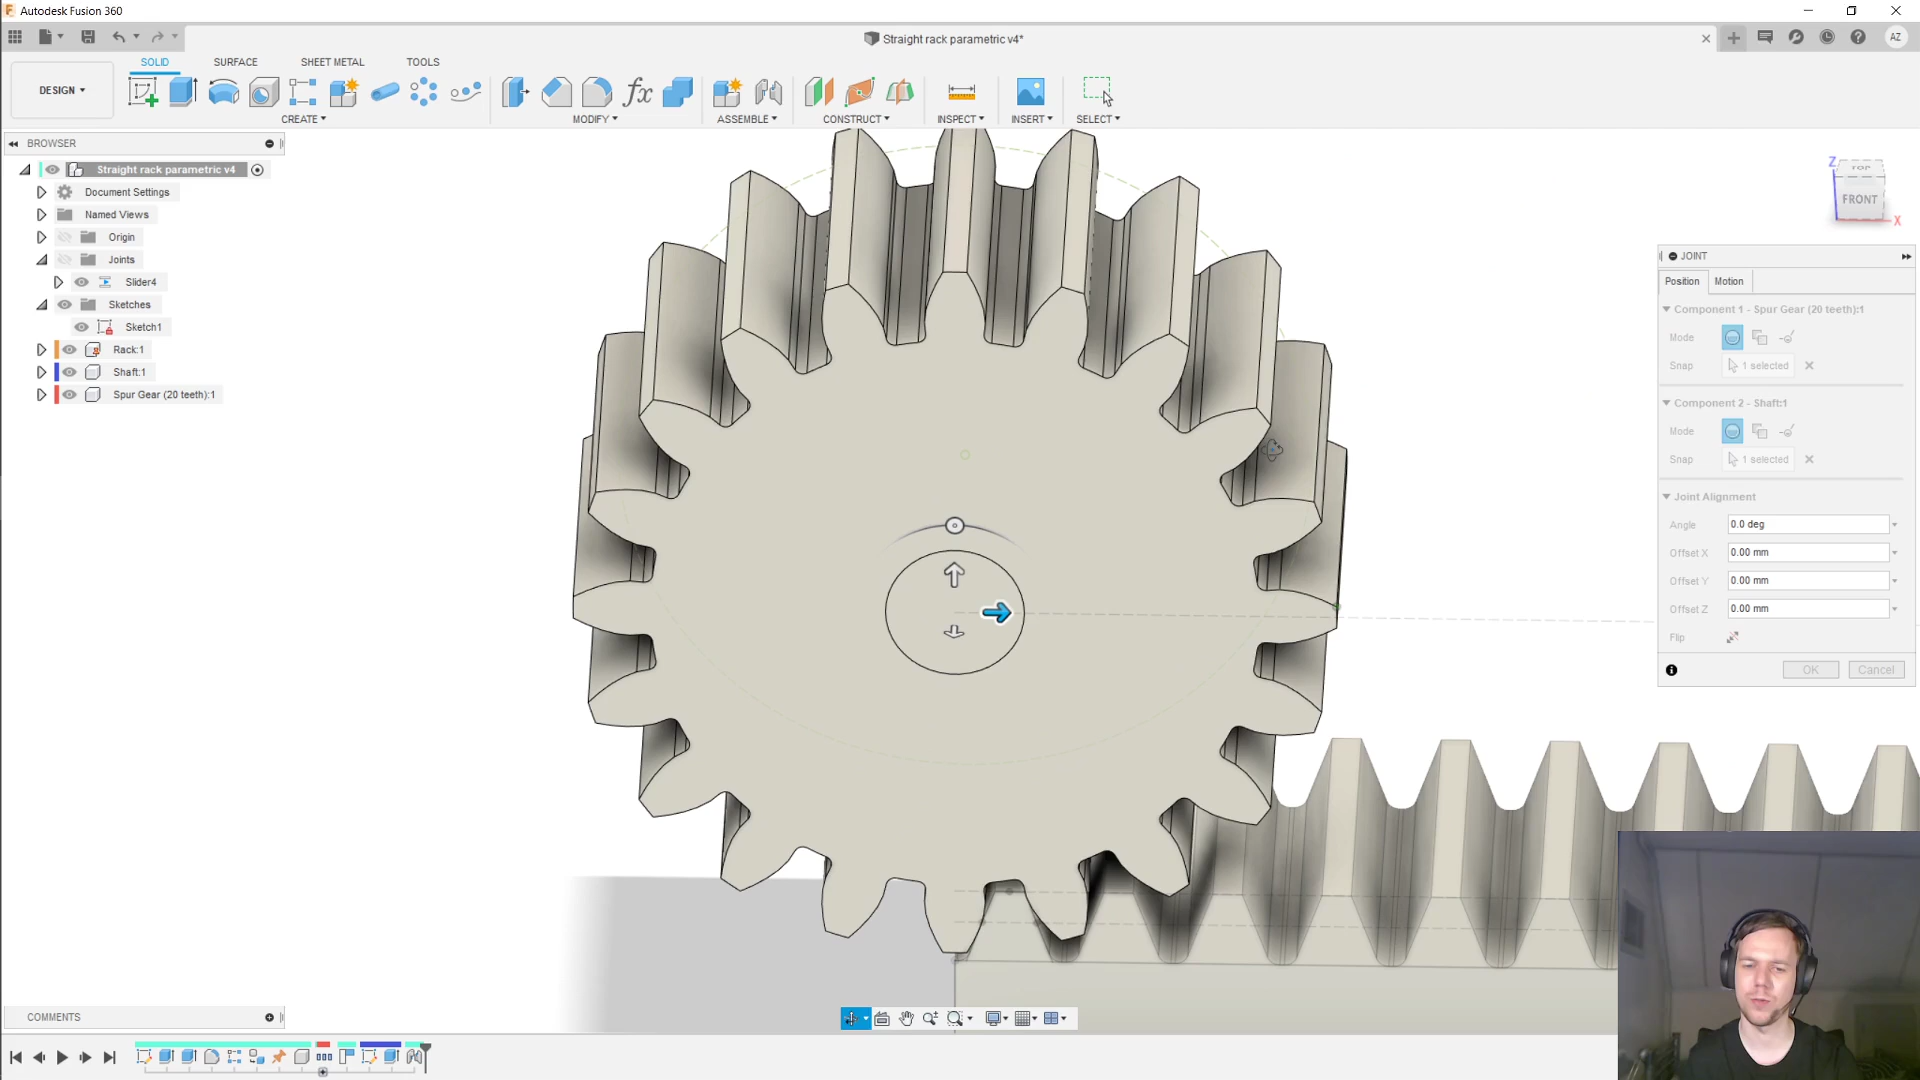 Autodesk Fusion 360
Straight rack parametric v4*
AZ
DESIGN
SOLID
SURFACE
SHEET METAL
TOOLS
CREATE
MODIFY
ASSEMBLE
CONSTRUCT
INSPECT
INSERT
SELECT
fx
BROWSER
Straight rack parametric v4
Document Settings
Named Views
Origin
Joints
Slider4
Sketches
Sketch1
Rack:1
Shaft:1
Spur Gear (20 teeth):1
Z
TOP
FRONT
X
JOINT
Position
Motion
Component 1 - Spur Gear (20 teeth):1
Mode
Snap
1 selected
Component 2 - Shaft:1
Mode
Snap
1 selected
Joint Alignment
Angle
0.0 deg
Offset X
0.00 mm
Offset Y
0.00 mm
Offset Z
0.00 mm
Flip
OK
Cancel
COMMENTS